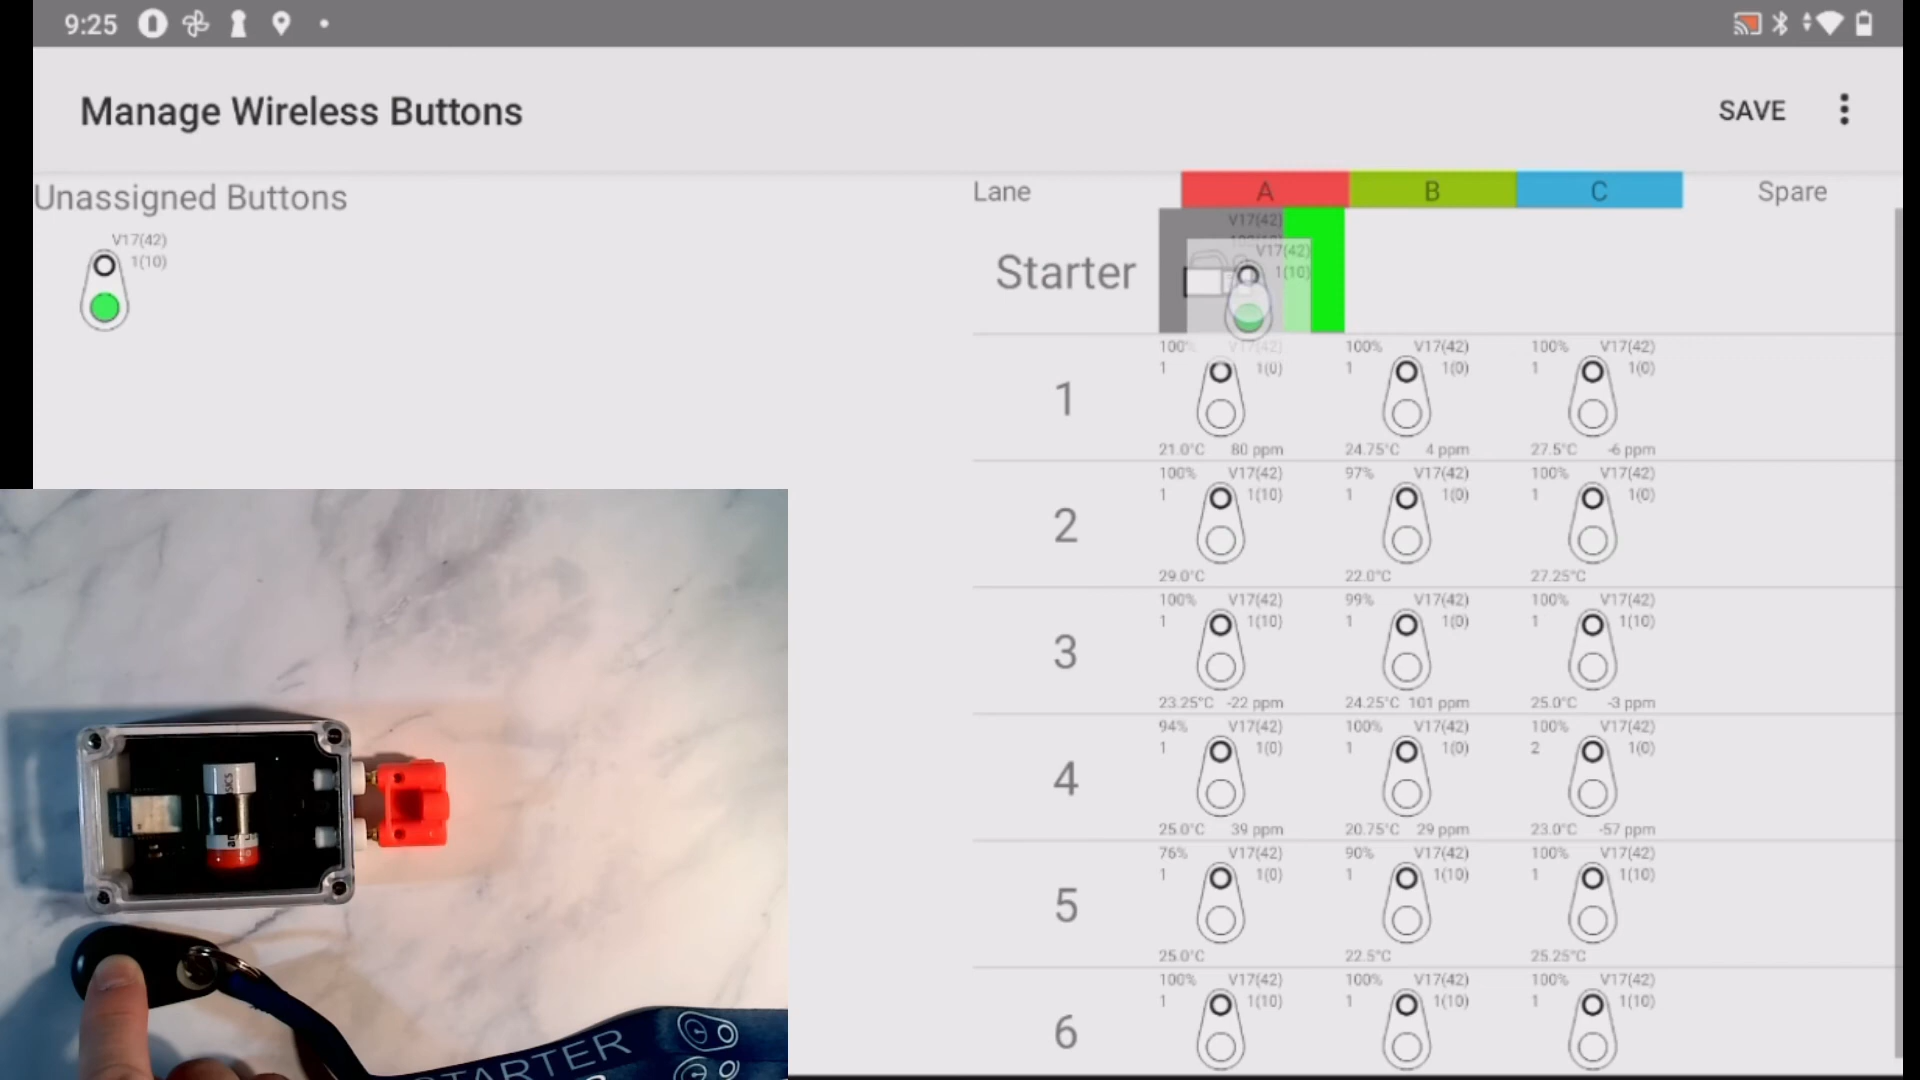 9:25
Manage Wireless Buttons
SAVE
Unassigned Buttons
V17(42)
1(10)
Lane A B C Spare
V17(42)
V17(42)
1(10)
Starter
100% V17(42) 100% V17(42) 100% V17(42)
1 1(0) 1 1(0) 1 1(0)
1
21.0°C 80 ppm 24.75°C 4 ppm 27.5°C -6 ppm
100% V17(42) 97% V17(42) 100% V17(42)
1 1(10) 1 1(0) 1 1(0)
2
29.0°C 22.0°C 27.25°C
100% V17(42) 99% V17(42) 100% V17(42)
1 1(10) 1 1(0) 1 1(10)
3
23.25°C -22 ppm 24.25°C 101 ppm 25.0°C -3 ppm
94% V17(42) 100% V17(42) 100% V17(42)
1 1(0) 1 1(0) 2 1(0)
4
25.0°C 39 ppm 20.75°C 29 ppm 23.0°C -57 ppm
76% V17(42) 90% V17(42) 100% V17(42)
1 1(0) 1 1(10) 1 1(10)
5
25.0°C 22.5°C 25.25°C
100% V17(42) 100% V17(42) 100% V17(42)
1 1(10) 1 1(10) 1 1(10)
6
STARTER